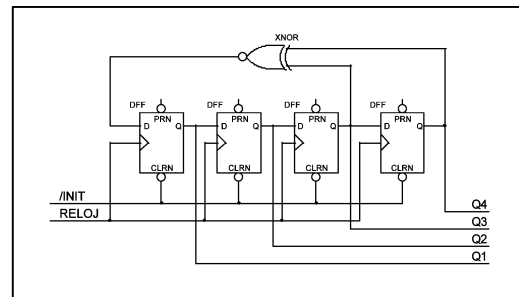 XNOR
DFF DFF DFF DFF
PRN PRN PRN PRN
D Q D Q D Q D Q
CLRN CLRN CLRN CLRN
/INIT
RELOJ
Q4
Q3
Q2
Q1